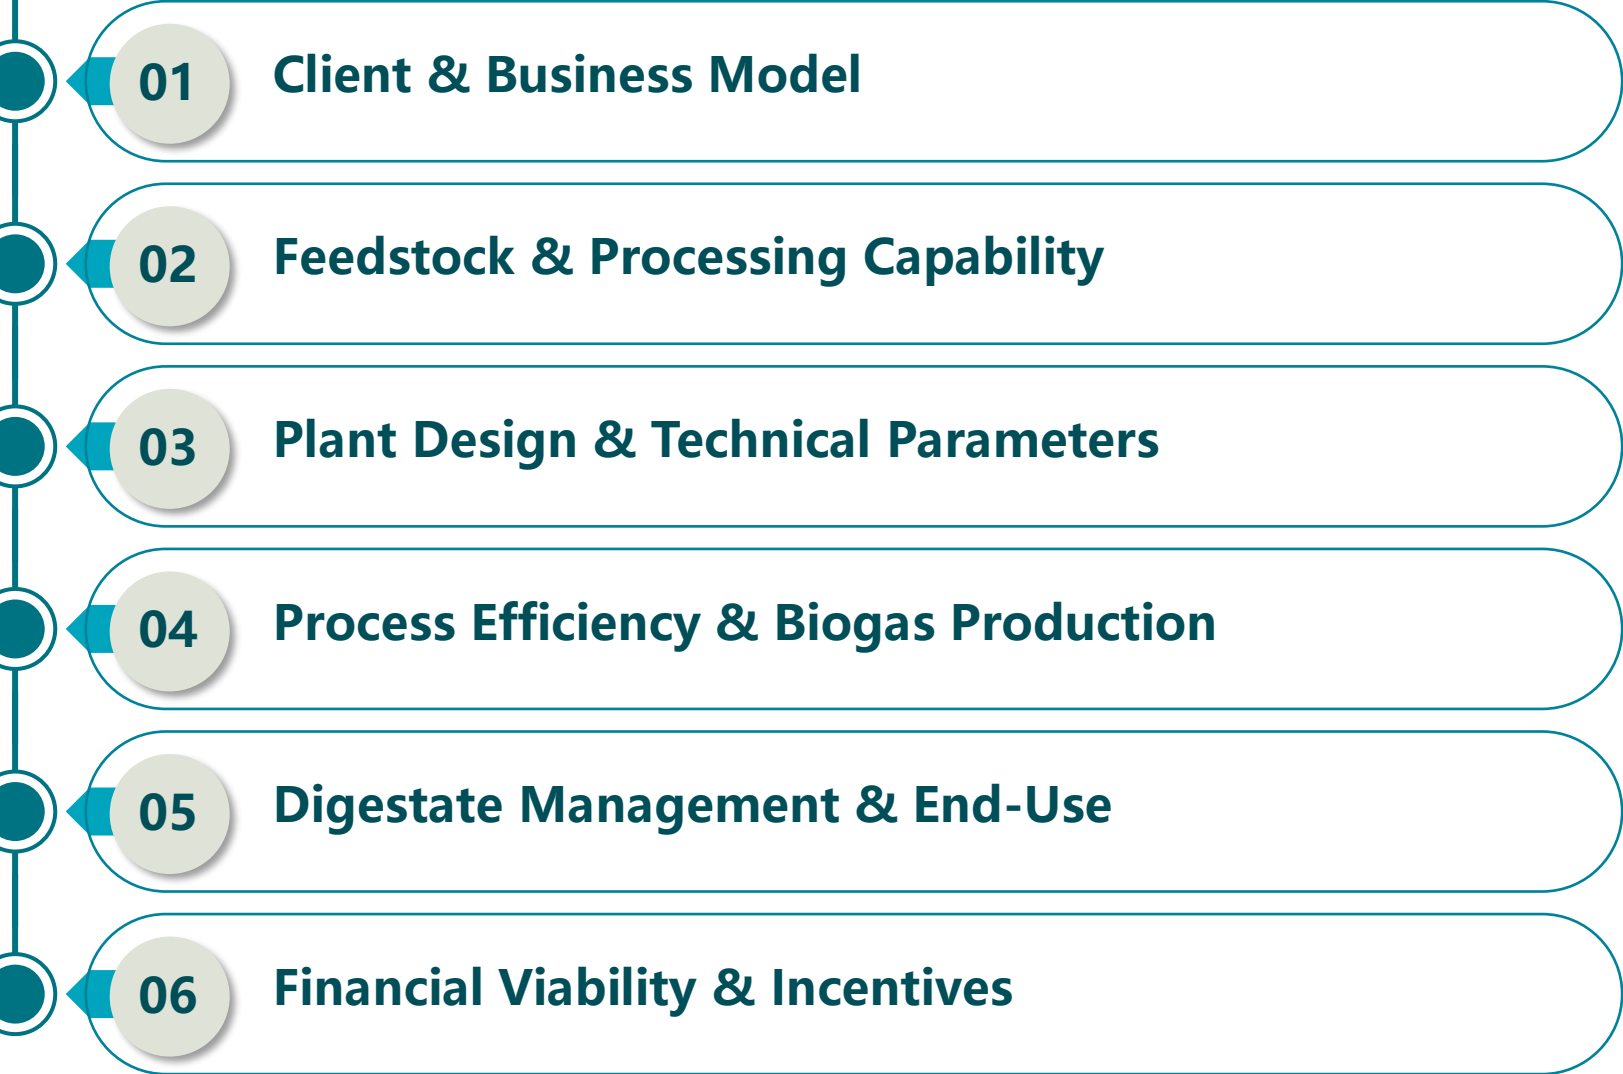 01 Client & Business Model
02 Feedstock & Processing Capability
03 Plant Design & Technical Parameters
04 Process Efficiency & Biogas Production
05 Digestate Management & End-Use
06 Financial Viability & Incentives